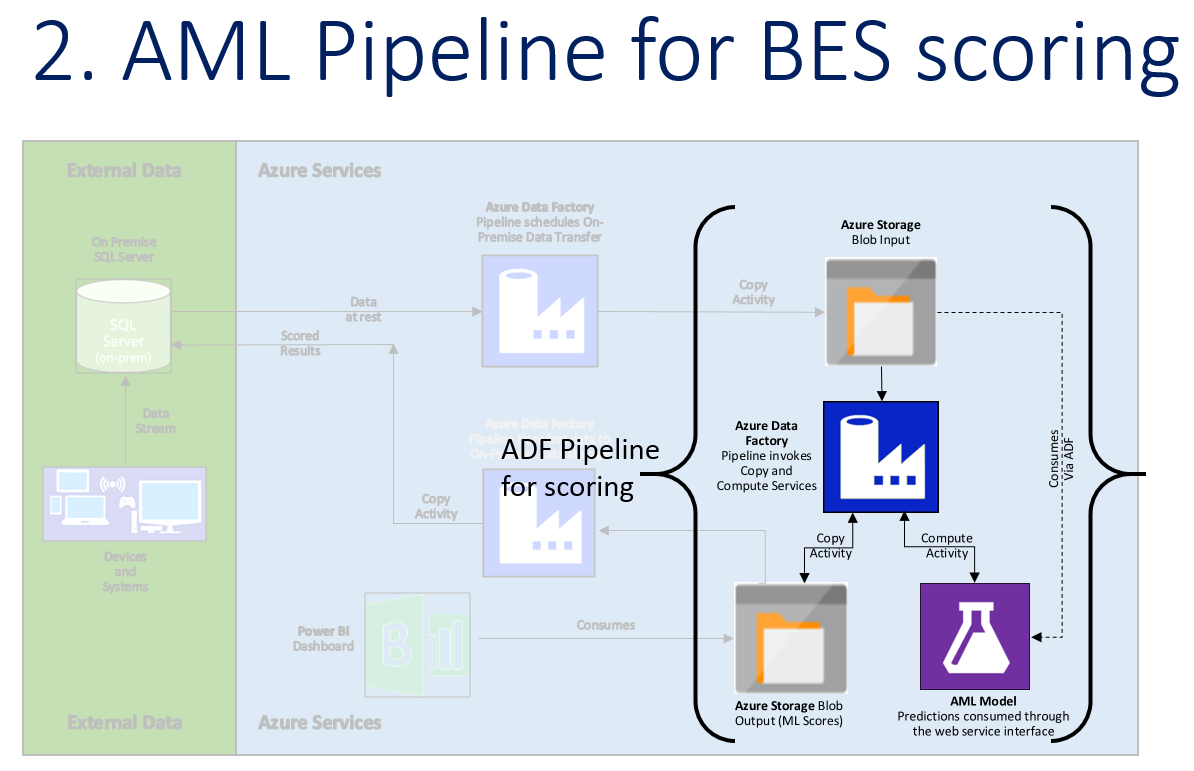 2. AML Pipeline for BES scoring
External Data
Azure Services
On Premise
SQL Server
SQL
Server
(on-prem)
Data
Stream
Devices
and
Systems
Data
at rest
Scored
Results
Azure Data Factory
Pipeline schedules On-
Premise Data Transfer
Copy
Activity
Azure Storage
Blob Input
Azure Data Factory
ADF Pipeline
for scoring
Copy
Activity
Azure Data
Factory
Pipeline invokes
Copy and
Compute Services
Consumes
Via ADF
Copy
Activity
Compute
Activity
Power BI
Dashboard
B
Consumes
Azure Storage Blob
Output (ML Scores)
AML Model
Predictions consumed through
the web service interface
External Data
Azure Services